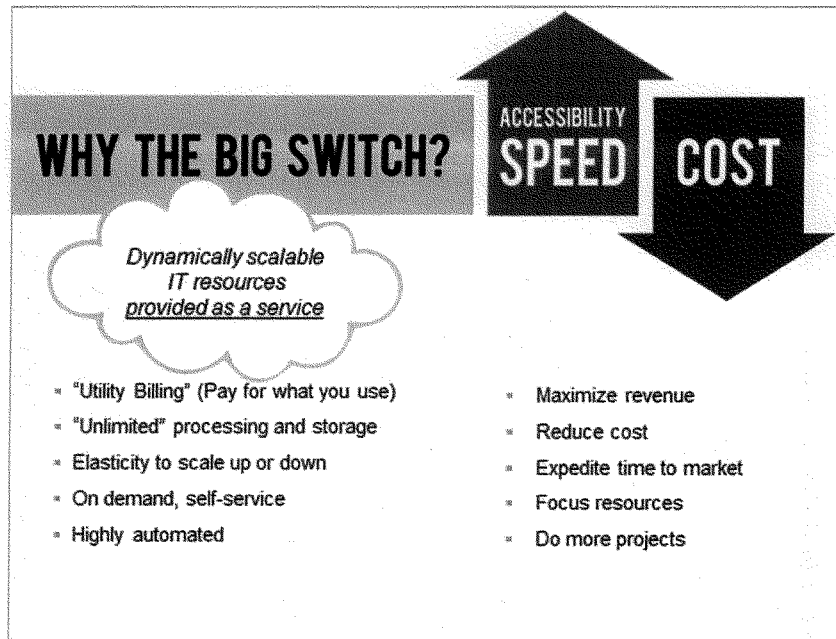 WHY THE BIG SWITCH?
ACCESSIBILITY
SPEED
COST
Dynamically scalable
IT resources
provided as a service
"Utility Billing" (Pay for what you use)
"Unlimited" processing and storage
Elasticity to scale up or down
On demand, self-service
Highly automated
Maximize revenue
Reduce cost
Expedite time to market
Focus resources
Do more projects